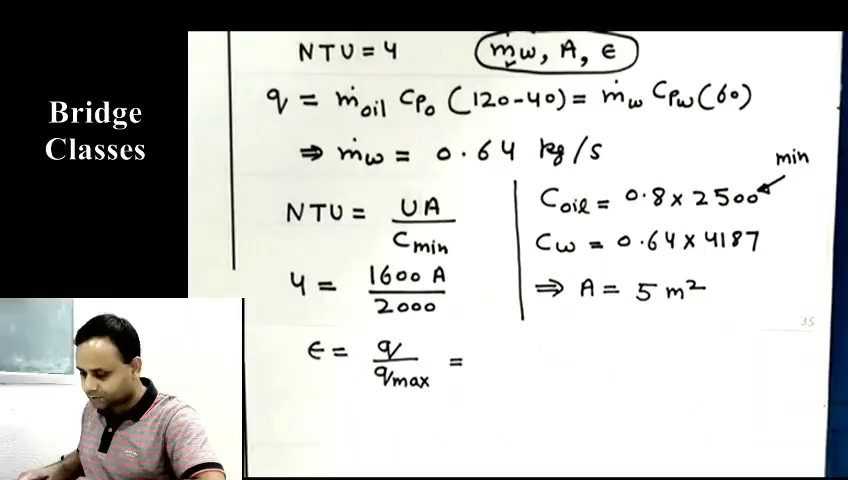 Bridge
Classes
NTU = 4
ṁw, A, ε
q = ṁoil Cpo (120-40) = ṁw Cpw (60)
⇒ ṁw = 0.64 kg/s
min
NTU = UA / Cmin
Coil = 0.8 × 2500
Cw = 0.64 × 4187
4 = 1600 A / 2000
⇒ A = 5 m²
35
ε = q / qmax =